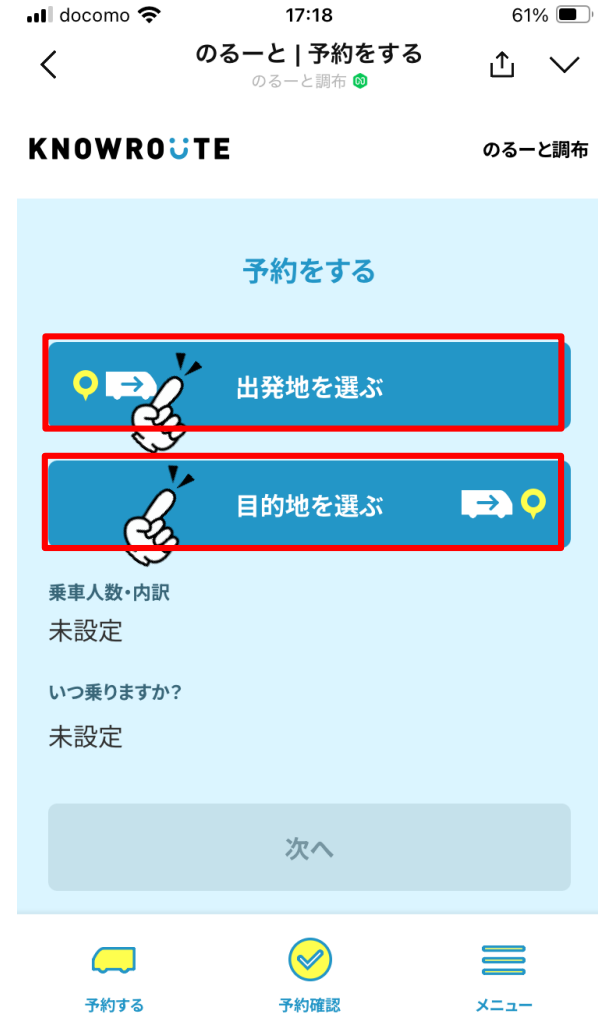 docomo 17:18 61%
のるーと | 予約をする
のるーと調布
KNOWROUTE
のるーと調布
予約をする
出発地を選ぶ
目的地を選ぶ
乗車人数・内訳
未設定
いつ乗りますか？
未設定
次へ
予約する 予約確認 メニュー